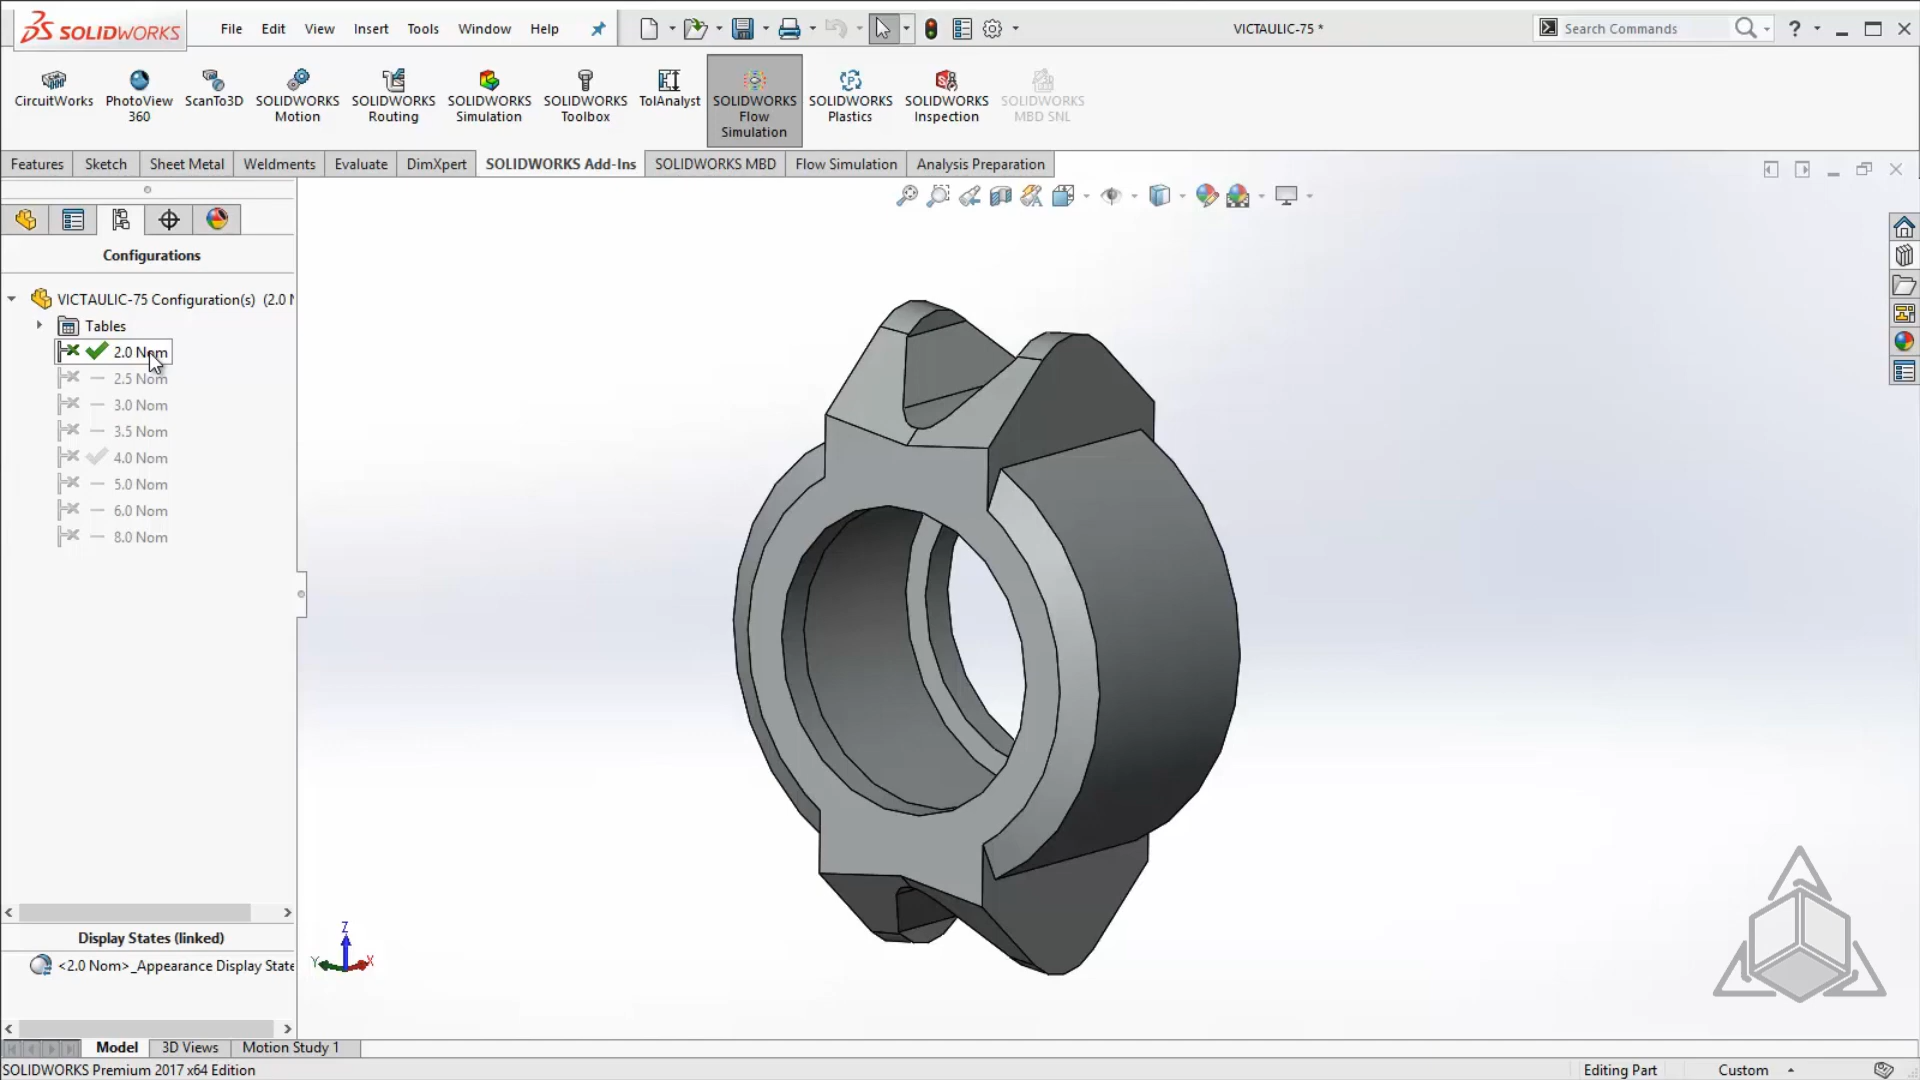 SOLIDWORKS
File Edit View Insert Tools Window Help
VICTAULIC-75 *
Search Commands
?
CircuitWorks
PhotoView
360
ScanTo3D
SOLIDWORKS
Motion
SOLIDWORKS
Routing
SOLIDWORKS
Simulation
SOLIDWORKS
Toolbox
TolAnalyst
SOLIDWORKS
Flow
Simulation
SOLIDWORKS
Plastics
SOLIDWORKS
Inspection
SOLIDWORKS
MBD SNL
Features Sketch Sheet Metal Weldments Evaluate DimXpert SOLIDWORKS Add-Ins SOLIDWORKS MBD Flow Simulation Analysis Preparation
Configurations
VICTAULIC-75 Configuration(s) (2.0 N
Tables
2.0 Nom
2.5 Nom
3.0 Nom
3.5 Nom
4.0 Nom
5.0 Nom
6.0 Nom
8.0 Nom
Display States (linked)
<2.0 Nom>_Appearance Display State
Z
Y
X
Model 3D Views Motion Study 1
SOLIDWORKS Premium 2017 x64 Edition
Editing Part
Custom